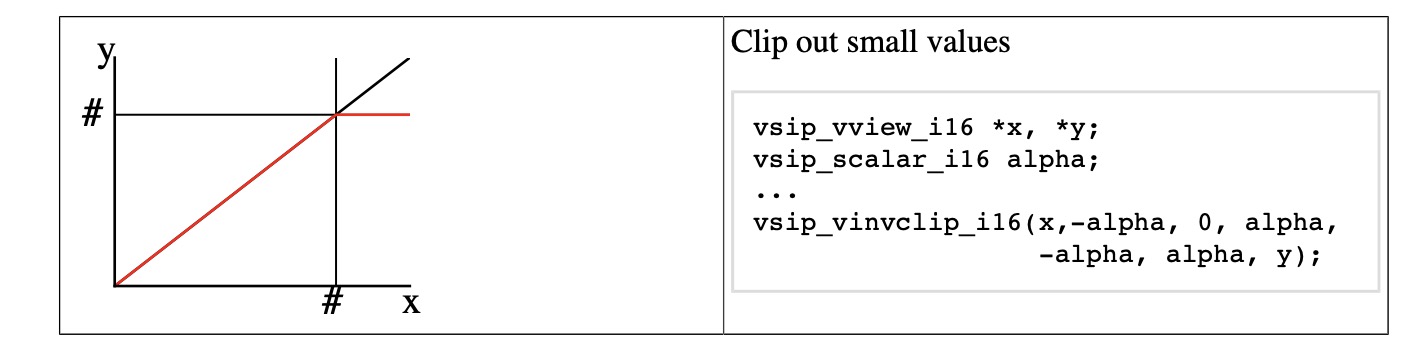 y
#
#
x
Clip out small values
vsip_vview_i16 *x, *y;
vsip_scalar_i16 alpha;
...
vsip_vinvclip_i16(x,-alpha, 0, alpha,
-alpha, alpha, y);